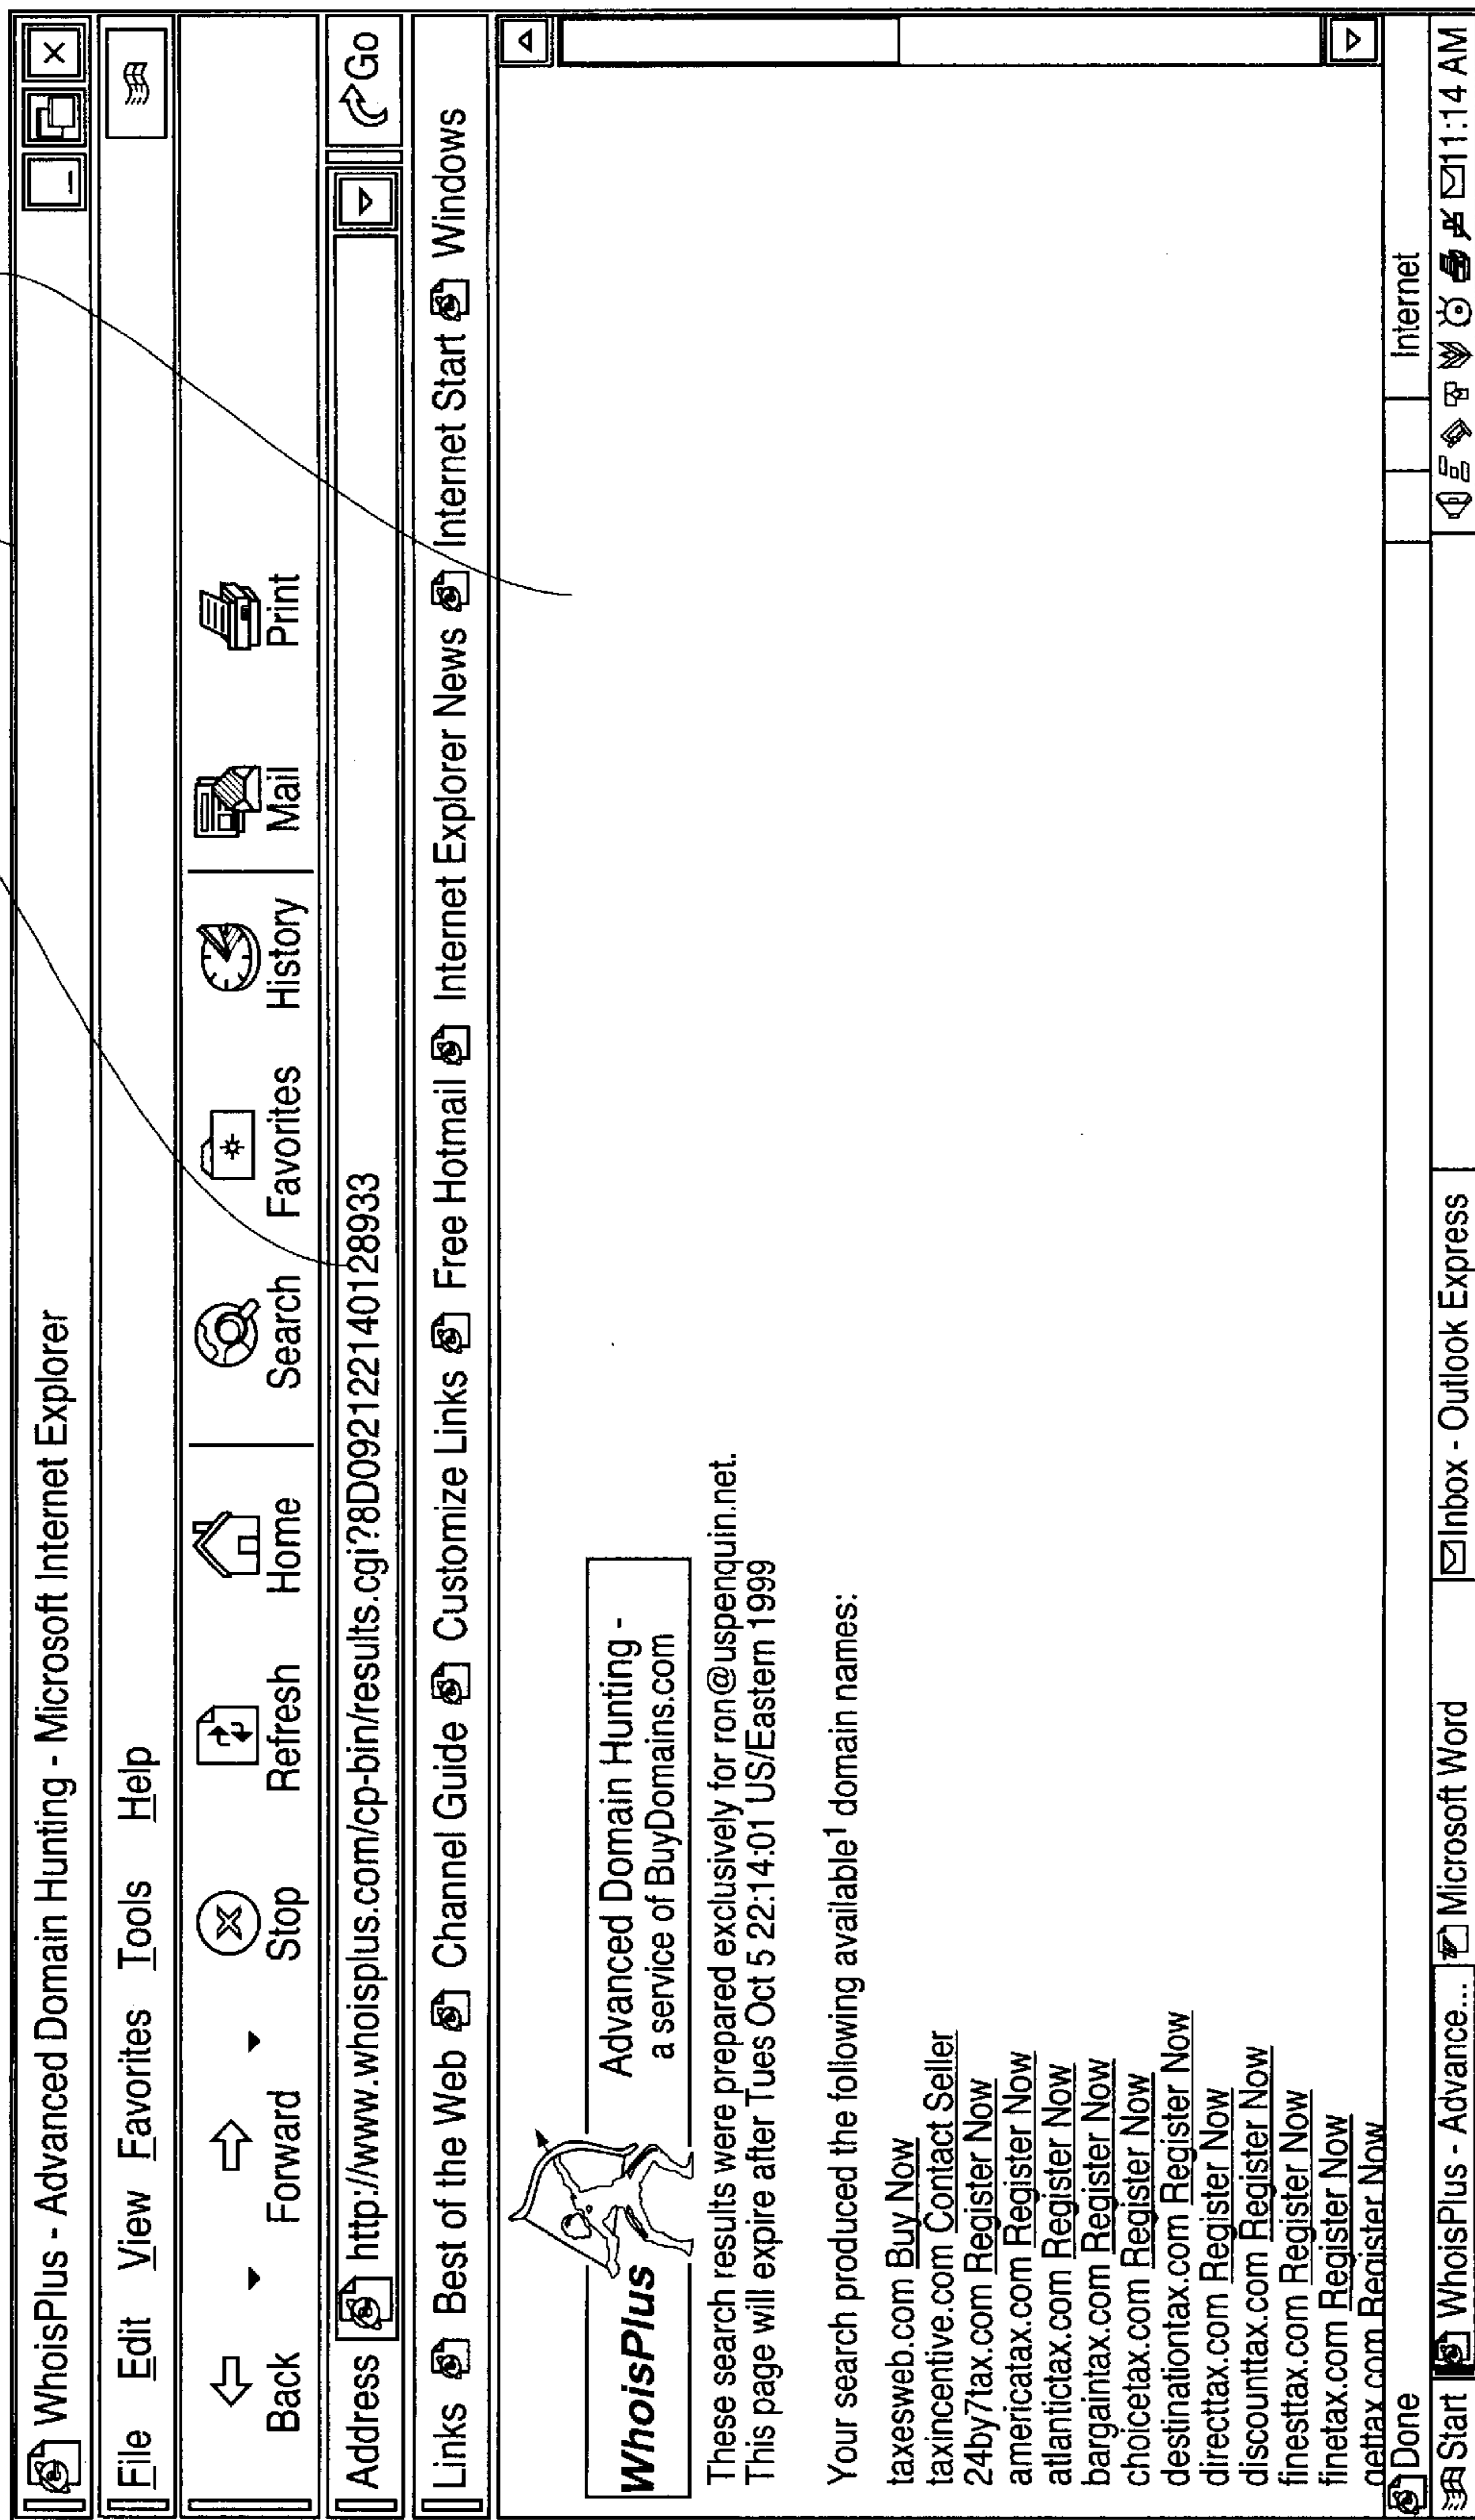 WhoisPlus - Advanced Domain Hunting - Microsoft Internet Explorer
File Edit View Favorites Tools Help
Back Forward Stop Refresh Home Search Favorites History Mail Print
Address http://www.whoisplus.com/cp-bin/results.cgi?8D092122140128933 Go
Links Best of the Web Channel Guide Customize Links Free Hotmail Internet Explorer News Internet Start Windows
WhoisPlus
Advanced Domain Hunting -
a service of BuyDomains.com
These search results were prepared exclusively for ron@uspenquin.net.
This page will expire after Tues Oct 5 22:14:01 US/Eastern 1999
Your search produced the following available¹ domain names:
taxesweb.com Buy Now
taxincentive.com Contact Seller
24by7tax.com Register Now
americatax.com Register Now
atlantictax.com Register Now
bargaintax.com Register Now
choicetax.com Register Now
destinationtax.com Register Now
directtax.com Register Now
discounttax.com Register Now
finesttax.com Register Now
finetax.com Register Now
gettax.com Register Now
Done Internet
Start WhoisPlus - Advance... Microsoft Word Inbox - Outlook Express 11:14 AM